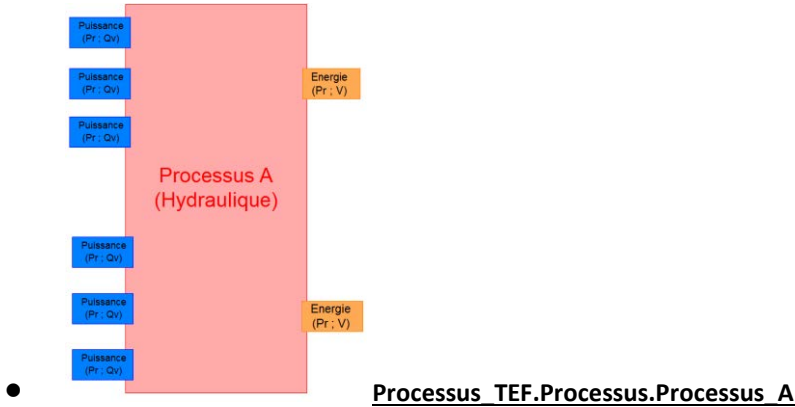 Puissance
(Pr ; Qv)
Puissance
(Pr ; Qv)
Energie
(Pr ; V)
Puissance
(Pr ; Qv)
Processus A
(Hydraulique)
Puissance
(Pr ; Qv)
Puissance
(Pr ; Qv)
Energie
(Pr ; V)
Puissance
(Pr ; Qv)
Processus_TEF.Processus.Processus_A